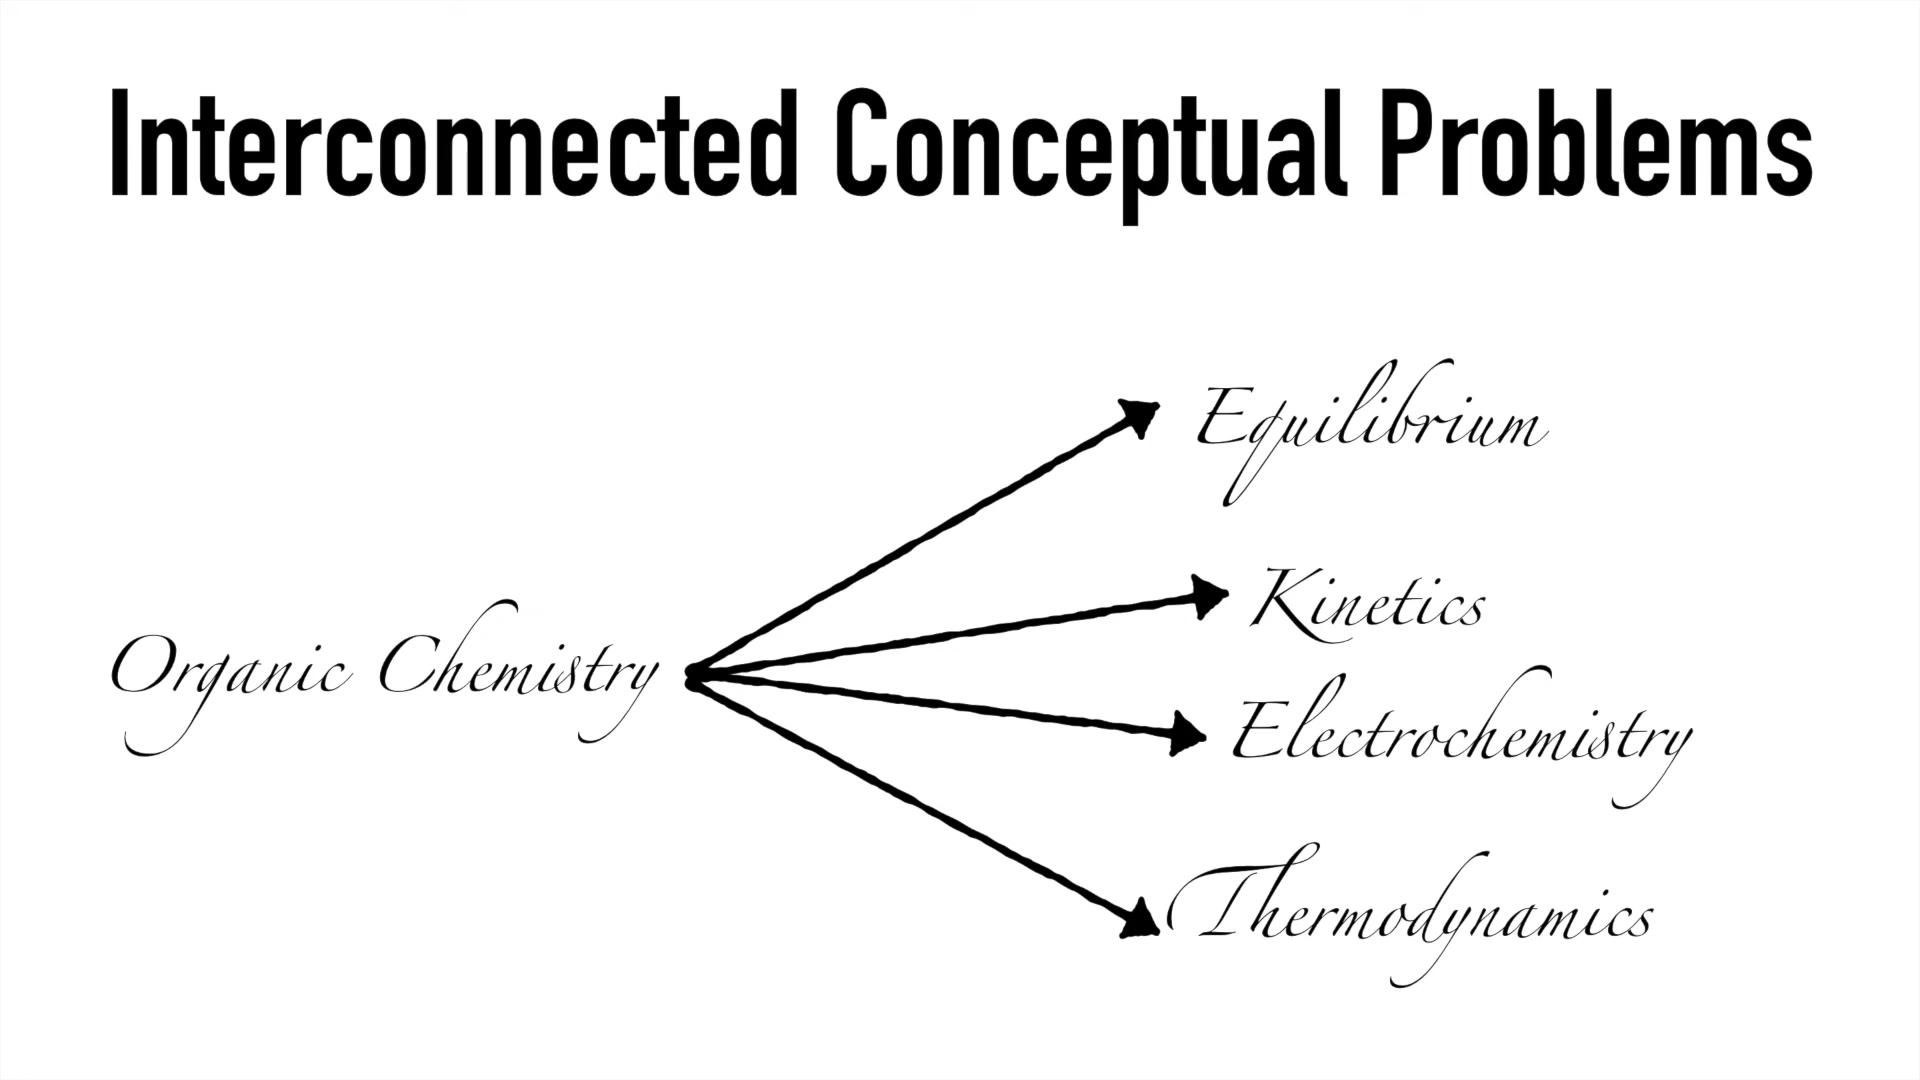 Interconnected Conceptual Problems
Equilibrium
Kinetics
Organic Chemistry
Electrochemistry
Thermodynamics